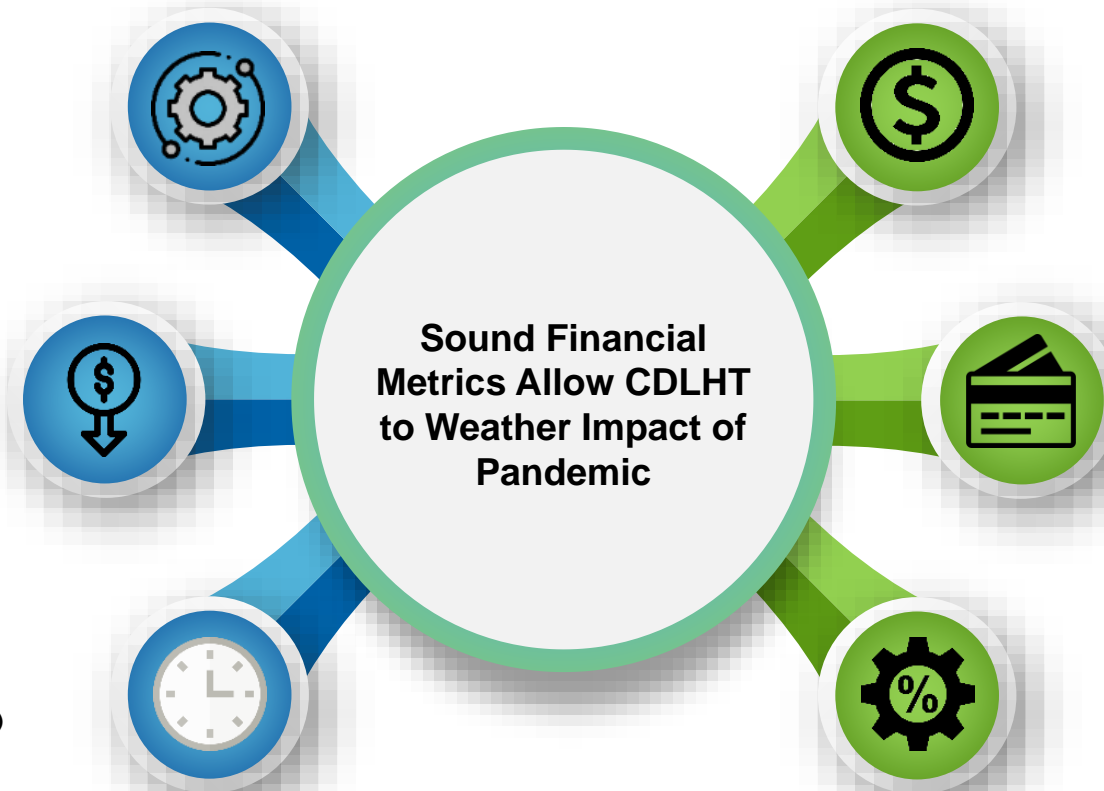 Sound Financial
Metrics Allow CDLHT
to Weather Impact of
Pandemic
$
$
%